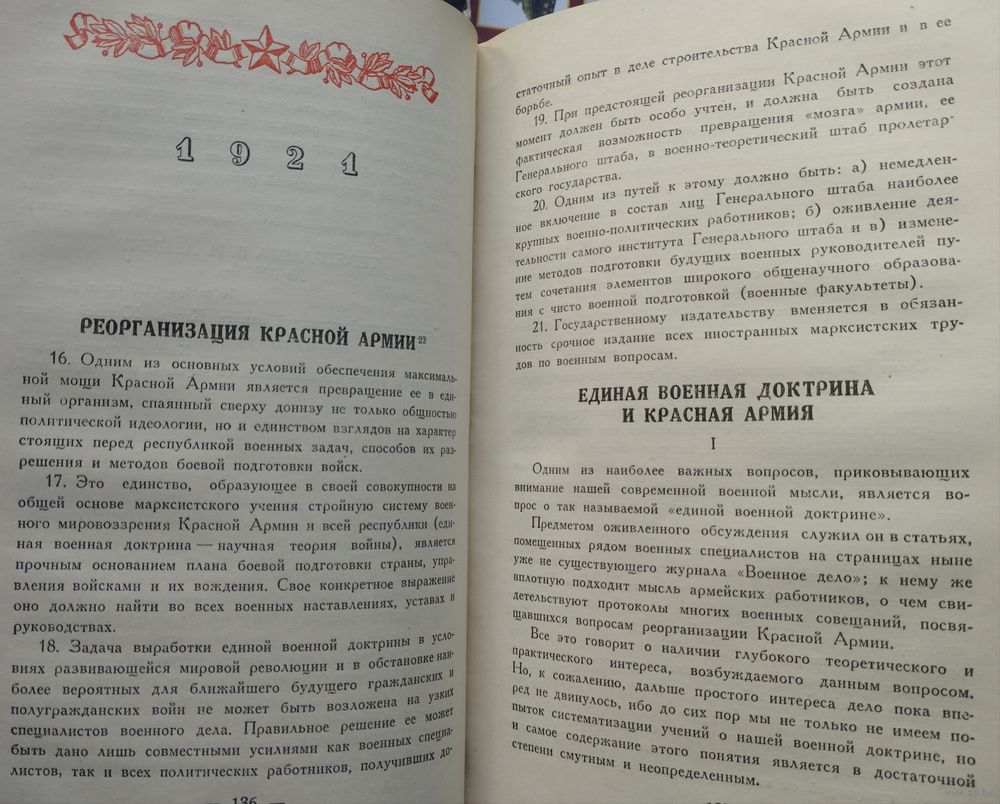 1921
РЕОРГАНИЗАЦИЯ КРАСНОЙ АРМИИ²²
16. Одним из основных условий обеспечения максималь-
ной мощи Красной Армии является превращение ее в еди-
ный организм, спаянный сверху донизу не только общностью
политической идеологии, но и единством взглядов на характер
стоящих перед республикой военных задач, способов их раз-
решения и методов боевой подготовки войск.
17. Это единство, образующее в своей совокупности на
общей основе марксистского учения стройную систему воен-
ного мировоззрения Красной Армии и всей республики (еди-
ная военная доктрина — научная теория войны), является
прочным основанием плана боевой подготовки страны, упра-
вления войсками и их вождения. Свое конкретное выражение
оно должно найти во всех военных наставлениях, уставах и
руководствах.
18. Задача выработки единой военной доктрины в усло-
виях развивающейся мировой революции и в обстановке наи-
более вероятных для ближайшего будущего гражданских и
полугражданских войн не может быть возложена на узких
специалистов военного дела. Правильное решение ее может
быть дано лишь совместными усилиями как военных специа-
листов, так и всех политических работников, получивших до-
— 136 —
статочный опыт в деле строительства Красной Армии и в ее
борьбе.
19. При предстоящей реорганизации Красной Армии этот
момент должен быть особо учтен, и должна быть создана
фактическая возможность превращения «мозга» армии, ее
Генерального штаба, в военно-теоретический штаб пролетар-
ского государства.
20. Одним из путей к этому должно быть: а) немедлен-
ное включение в состав лиц Генерального штаба наиболее
крупных военно-политических работников; б) оживление дея-
тельности самого института Генерального штаба и в) измене-
ние методов подготовки будущих военных руководителей пу-
тем сочетания элементов широкого общенаучного образова-
ния с чисто военной подготовкой (военные факультеты).
21. Государственному издательству вменяется в обязан-
ность срочное издание всех иностранных марксистских тру-
дов по военным вопросам.
ЕДИНАЯ ВОЕННАЯ ДОКТРИНА
И КРАСНАЯ АРМИЯ
I
Одним из наиболее важных вопросов, приковывающих
внимание нашей современной военной мысли, является во-
прос о так называемой «единой военной доктрине».
Предметом оживленного обсуждения служил он в статьях,
помещенных рядом военных специалистов на страницах ныне
уже не существующего журнала «Военное дело»; к нему же
вплотную подходит мысль армейских работников, о чем сви-
детельствуют протоколы многих военных совещаний, посвя-
щавшихся вопросам реорганизации Красной Армии.
Все это говорит о наличии глубокого теоретического и
практического интереса, возбуждаемого данным вопросом.
Но, к сожалению, дальше простого интереса дело пока впе-
ред не двинулось, ибо до сих пор мы не только не имеем по-
пыток систематизации учений о нашей военной доктрине, но
и самое содержание этого понятия является в достаточной
степени смутным и неопределенным.
www.ay.by